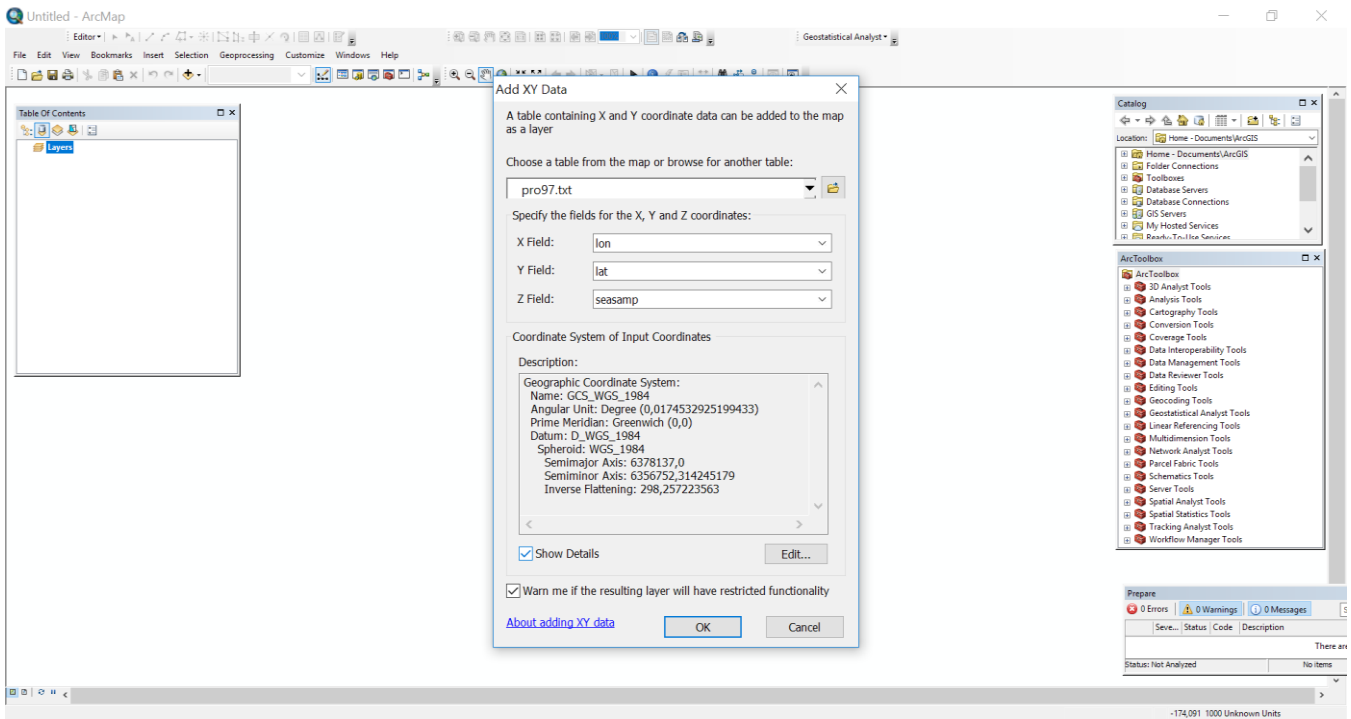 Untitled - ArcMap
Editor
Geostatistical Analyst
File Edit View Bookmarks Insert Selection Geoprocessing Customize Windows Help
Table Of Contents
Layers
Add XY Data
A table containing X and Y coordinate data can be added to the map
as a layer
Choose a table from the map or browse for another table:
pro97.txt
Specify the fields for the X, Y and Z coordinates:
X Field: lon
Y Field: lat
Z Field: seasamp
Coordinate System of Input Coordinates
Description:
Geographic Coordinate System:
Name: GCS_WGS_1984
Angular Unit: Degree (0,0174532925199433)
Prime Meridian: Greenwich (0,0)
Datum: D_WGS_1984
Spheroid: WGS_1984
Semimajor Axis: 6378137,0
Semiminor Axis: 6356752,314245179
Inverse Flattening: 298,257223563
Show Details
Edit...
Warn me if the resulting layer will have restricted functionality
About adding XY data
OK
Cancel
Catalog
Location: Home - Documents\ArcGIS
Home - Documents\ArcGIS
Folder Connections
Toolboxes
Database Servers
Database Connections
GIS Servers
My Hosted Services
Ready-To-Use Services
ArcToolbox
ArcToolbox
3D Analyst Tools
Analysis Tools
Cartography Tools
Conversion Tools
Coverage Tools
Data Interoperability Tools
Data Management Tools
Data Reviewer Tools
Editing Tools
Geocoding Tools
Geostatistical Analyst Tools
Linear Referencing Tools
Multidimension Tools
Network Analyst Tools
Parcel Fabric Tools
Schematics Tools
Server Tools
Spatial Analyst Tools
Spatial Statistics Tools
Tracking Analyst Tools
Workflow Manager Tools
Prepare
0 Errors 0 Warnings 0 Messages S
Seve... Status Code Description
There are
Status: Not Analyzed No items
-174,091 1000 Unknown Units